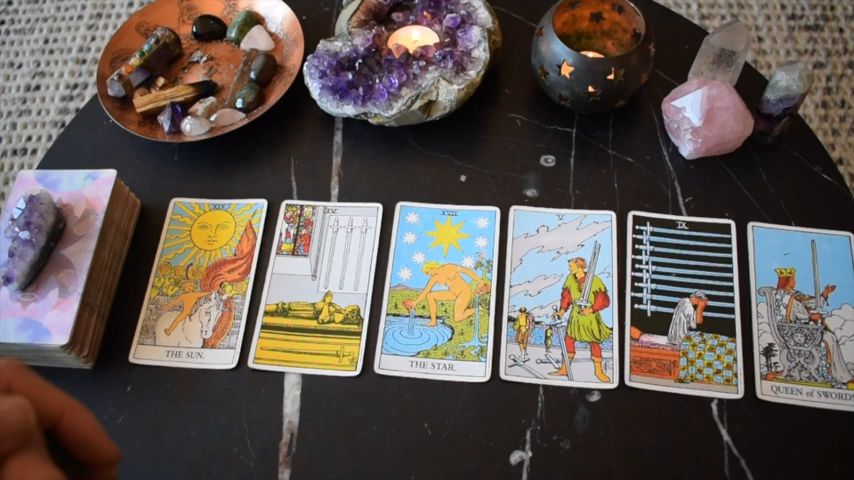 XIX
THE SUN.
IV
XVII
THE STAR.
V
IX
QUEEN of SWORDS